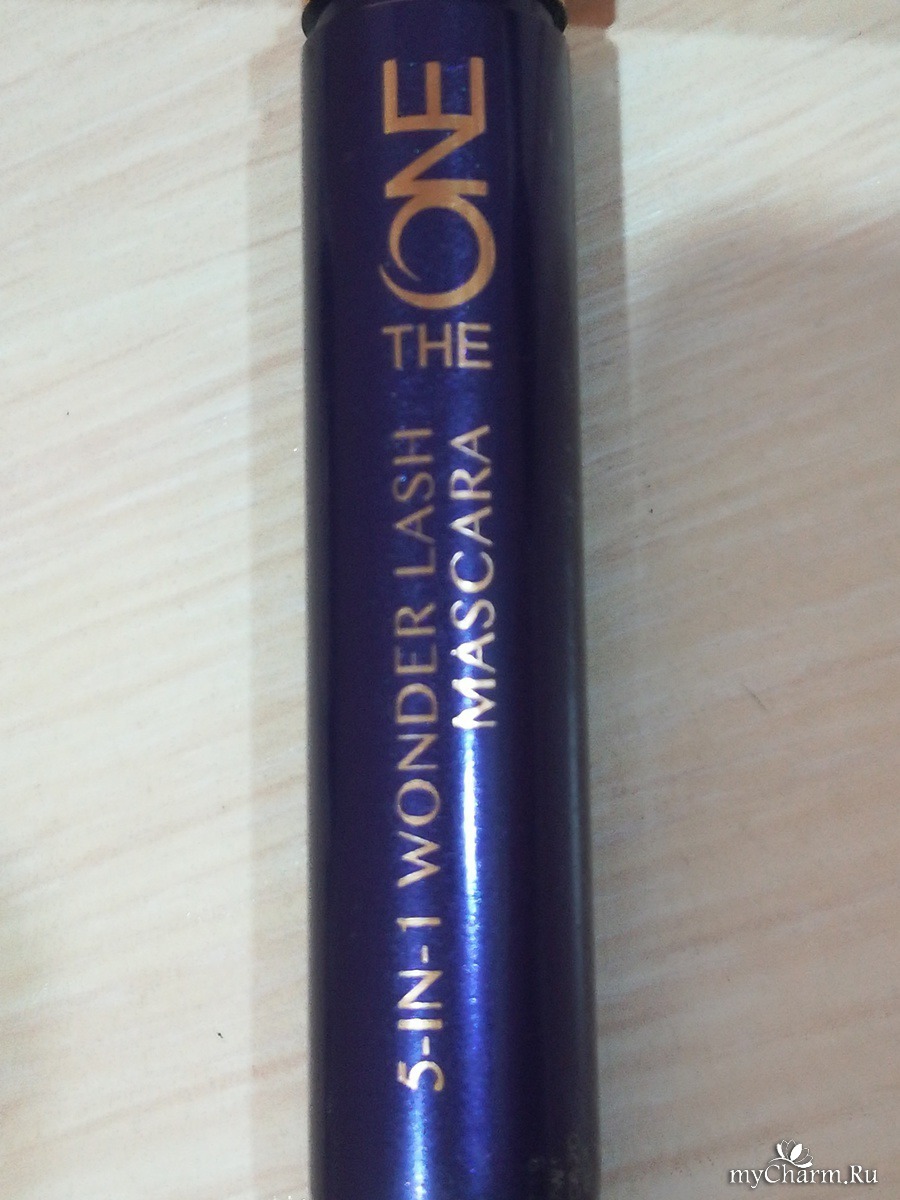 THE ONE
5-IN-1 WONDER LASH
MASCARA
myCharm.Ru